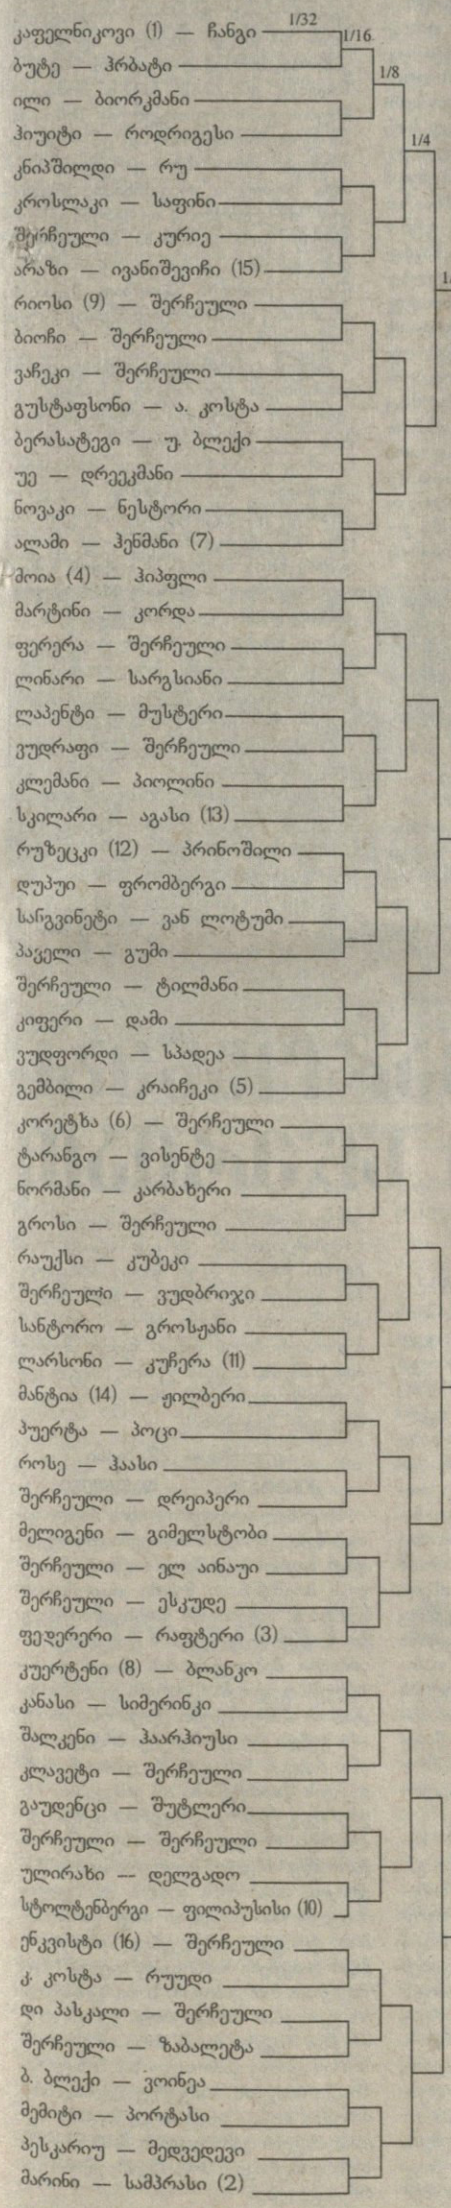 კაფელნიკოვი (1) — ჩანგი 1/32
1/16
ბუტე — ჰრბატი
1/8
ილი — ბიორკმანი
ჰიუიტი — როდრიგესი
1/4
კნიპშილდი — რუ
კროსლაკი — საფინი
შერჩეული — კურიე
არაზი — ივანიშევიჩი (15)
რიოსი (9) — შერჩეული
ბიოჩი — შერჩეული
ვაჩეკი — შერჩეული
გუსტაფსონი — ა. კოსტა
ბერასატეგი — უ. ბლექი
უე — დრეეკმანი
ნოვაკი — ნესტორი
ალამი — ჰენმანი (7)
მოია (4) — ჰიპფლი
მარტინი — კორდა
ფერერა — შერჩეული
ლინარი — სარგსიანი
ლაპენტი — მუსტერი
ვუდრაფი — შერჩეული
კლემანი — პიოლინი
სკილარი — აგასი (13)
რუზეცკი (12) — პრინოშილი
დუპუი — ფრომბერგი
სანგვინეტი — ვან ლოტუმი
პაველი — გუმი
შერჩეული — ტილმანი
კიფერი — დამი
ვუდფორდი — სპადეა
გემბილი — კრაიჩეკი (5)
კორეტხა (6) — შერჩეული
ტარანგო — ვისენტე
ნორმანი — კარბახერი
გროსი — შერჩეული
რაუქსი — კუბეკი
შერჩეული — ვუდბრიჯი
სანტორო — გროსჟანი
ლარსონი — კუჩერა (11)
მანტია (14) — ჟილბერი
პუერტა — პოცი
როსე — ჰაასი
შერჩეული — დრეიპერი
მელიგენი — გიმელსტობი
შერჩეული — ელ აინაუი
შერჩეული — ესკუდე
ფედერერი — რაფტერი (3)
კუერტენი (8) — ბლანკო
კანასი — სიმერინკი
შალკენი — ჰაარჰიუსი
კლავეტი — შერჩეული
გაუდენცი — შუტლერი
შერჩეული — შერჩეული
ულირახი — დელგადო
სტოლტენბერგი — ფილიპუსისი (10)
ენკვისტი (16) — შერჩეული
კ. კოსტა — რუუდი
დი პასკალი — შერჩეული
შერჩეული — ზაბალეტა
ბ. ბლექი — ვოინეა
მემიტი — პორტასი
პესკარიუ — მედვედევი
მარინი — სამპრასი (2)